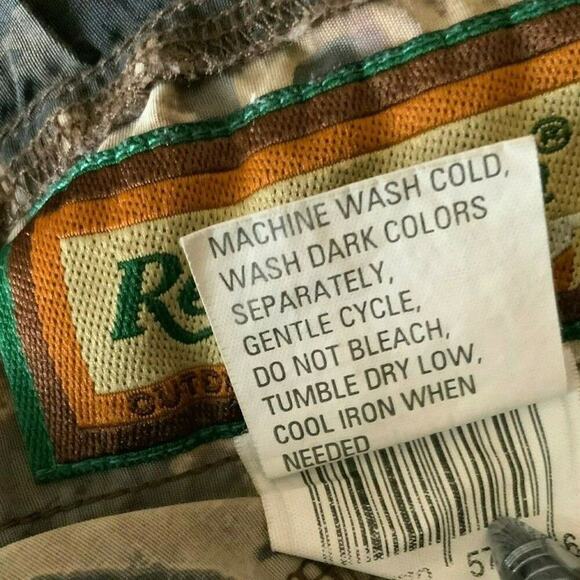 ®
MACHINE WASH COLD,
WASH DARK COLORS
SEPARATELY,
GENTLE CYCLE,
DO NOT BLEACH,
TUMBLE DRY LOW,
COOL IRON WHEN
NEEDED